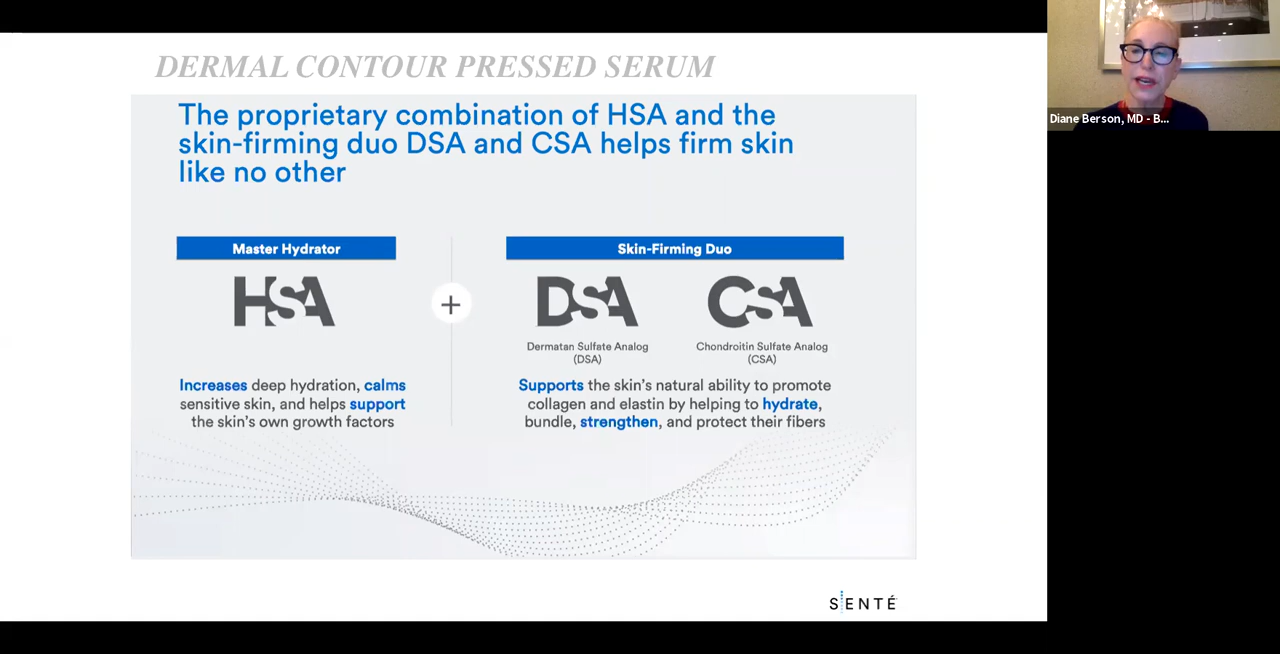 DERMAL CONTOUR PRESSED SERUM
The proprietary combination of HSA and the
skin-firming duo DSA and CSA helps firm skin
like no other
Master Hydrator
HSA
Increases deep hydration, calms
sensitive skin, and helps support
the skin's own growth factors
+
Skin-Firming Duo
DSA
Dermatan Sulfate Analog
(DSA)
CSA
Chondroitin Sulfate Analog
(CSA)
Supports the skin's natural ability to promote
collagen and elastin by helping to hydrate,
bundle, strengthen, and protect their fibers
SENTÉ
Diane Berson, MD - B...